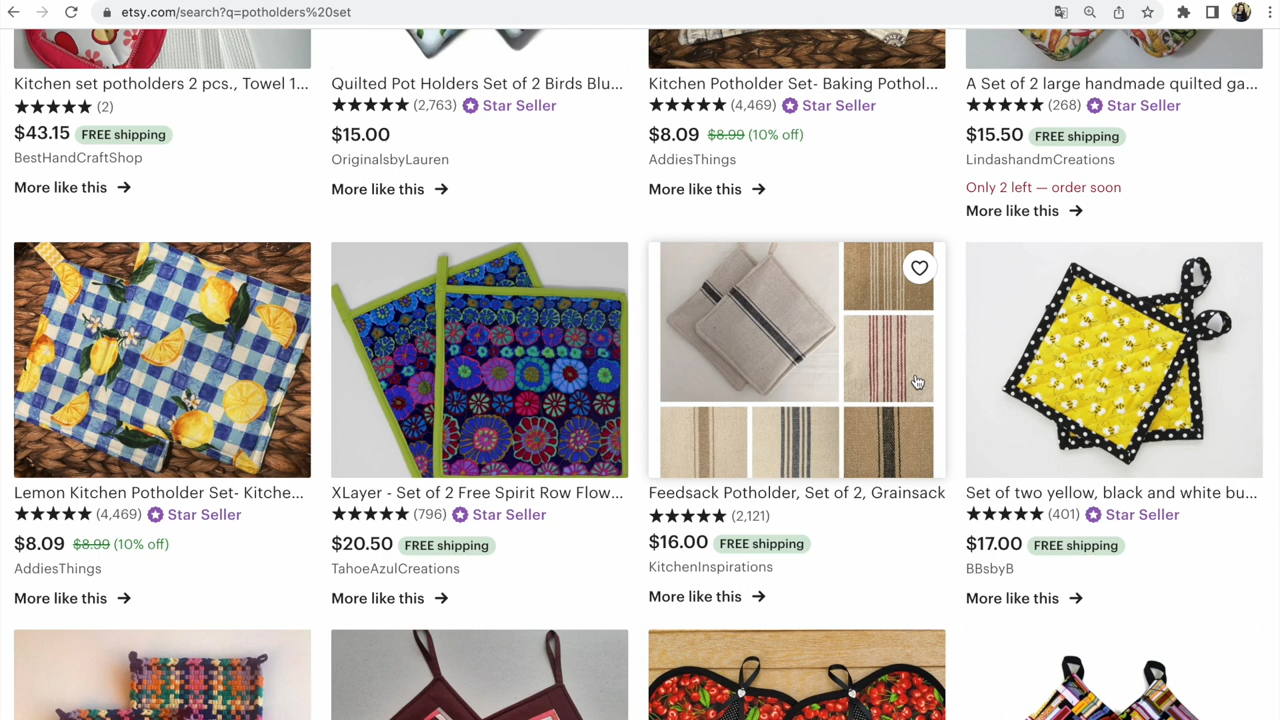 etsy.com/search?q=potholders%20set
Kitchen set potholders 2 pcs., Towel 1...
(2)
$43.15 FREE shipping
BestHandCraftShop
More like this →
Quilted Pot Holders Set of 2 Birds Blu...
(2,763) Star Seller
$15.00
OriginalsbyLauren
More like this →
Kitchen Potholder Set- Baking Pothol...
(4,469) Star Seller
$8.09 $8.99 (10% off)
AddiesThings
More like this →
A Set of 2 large handmade quilted ga...
(268) Star Seller
$15.50 FREE shipping
LindashandmCreations
Only 2 left — order soon
More like this →
Lemon Kitchen Potholder Set- Kitche...
(4,469) Star Seller
$8.09 $8.99 (10% off)
AddiesThings
More like this →
XLayer - Set of 2 Free Spirit Row Flow...
(796) Star Seller
$20.50 FREE shipping
TahoeAzulCreations
More like this →
Feedsack Potholder, Set of 2, Grainsack
(2,121)
$16.00 FREE shipping
KitchenInspirations
More like this →
Set of two yellow, black and white bu...
(401) Star Seller
$17.00 FREE shipping
BBsbyB
More like this →